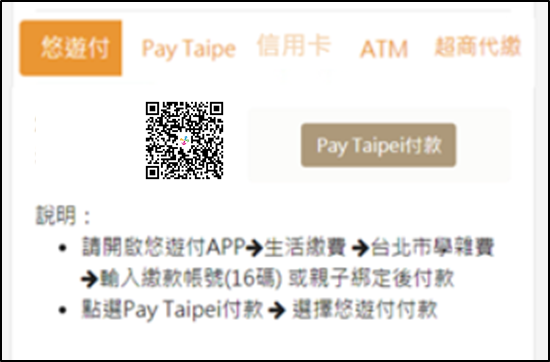 悠遊付 Pay Taipe 信用卡 ATM 超商代繳
Pay Taipei付款
說明：
• 請開啟悠遊付APP→生活繳費→台北市學雜費
→輸入繳款帳號(16碼) 或親子綁定後付款
• 點選Pay Taipei付款→ 選擇悠遊付付款